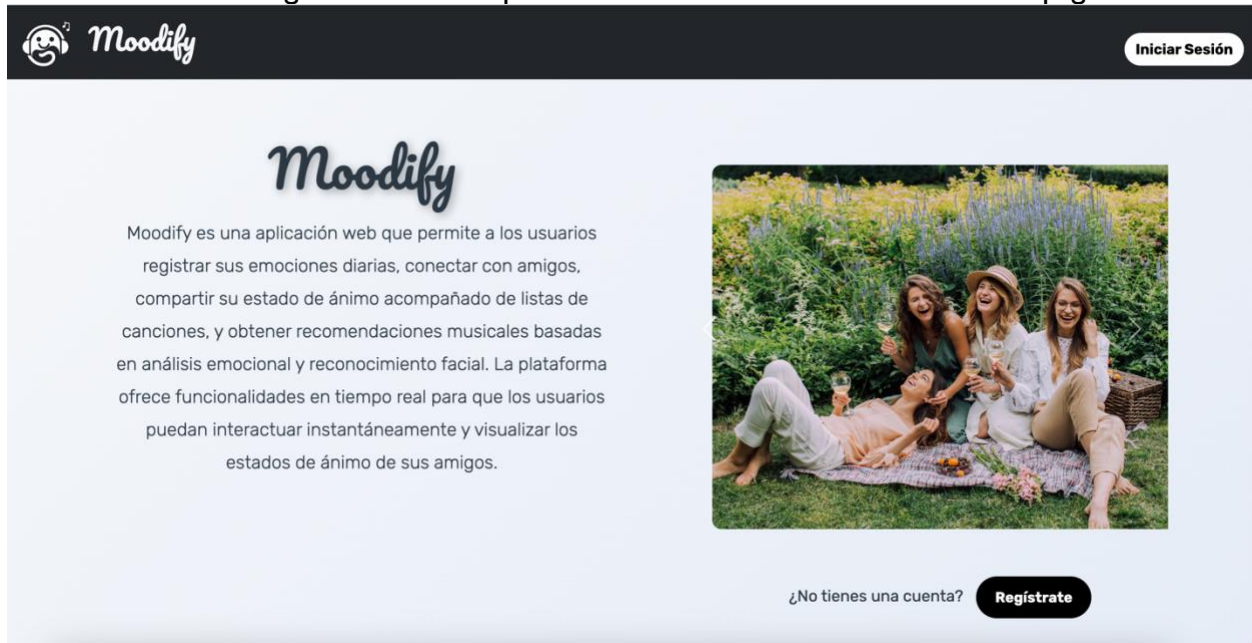 Moodify
Iniciar Sesión
Moodify
Moodify es una aplicación web que permite a los usuarios
registrar sus emociones diarias, conectar con amigos,
compartir su estado de ánimo acompañado de listas de
canciones, y obtener recomendaciones musicales basadas
en análisis emocional y reconocimiento facial. La plataforma
ofrece funcionalidades en tiempo real para que los usuarios
puedan interactuar instantáneamente y visualizar los
estados de ánimo de sus amigos.
¿No tienes una cuenta? Regístrate